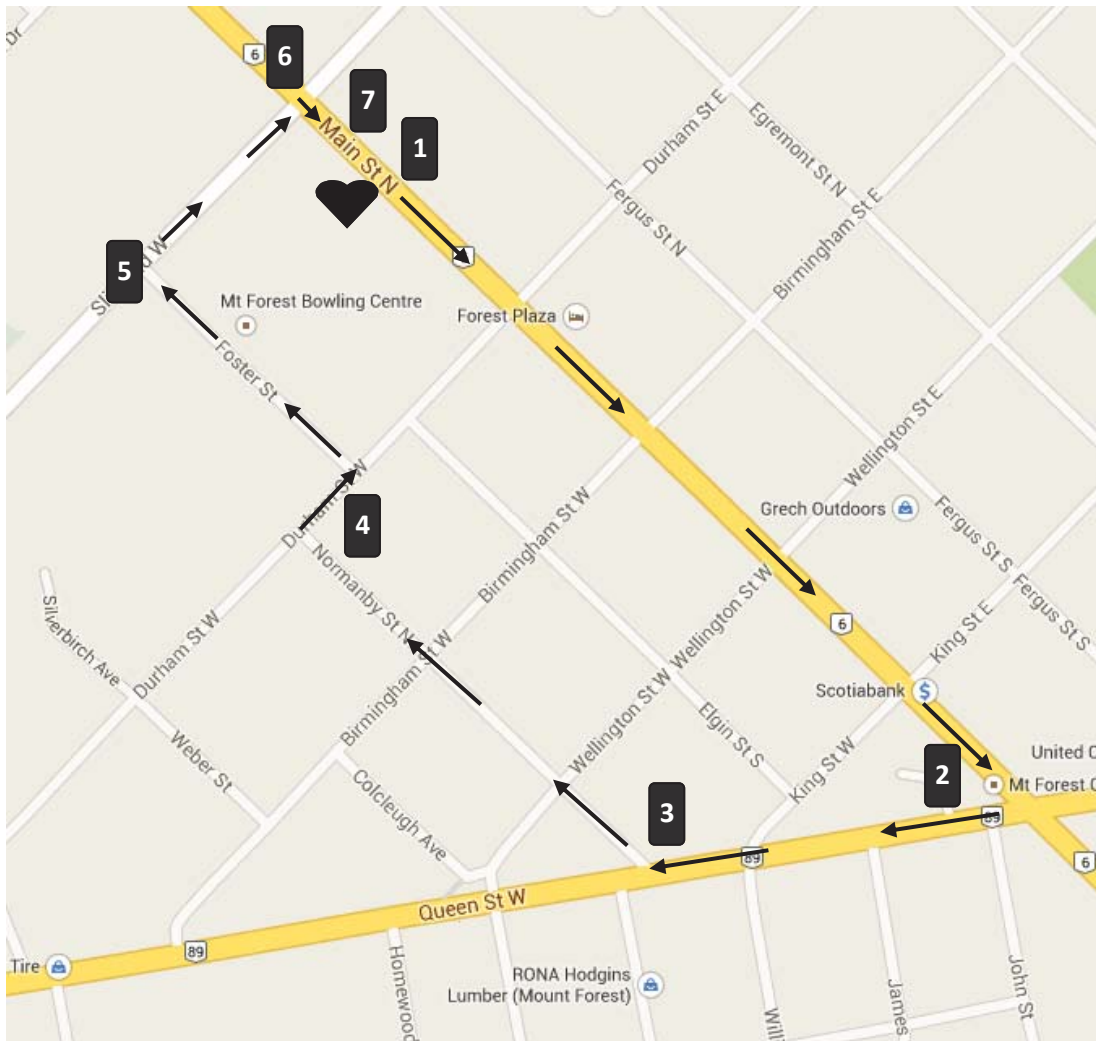 Dr
6
6
7
1
Main St N
Durham St E
Egremont St N
Fergus St N
Birmingham St E
5
Mt Forest Bowling Centre
Forest Plaza
Foster St
Wellington St E
Durham St W
4
Grech Outdoors
Fergus St S
Fergus St S
Normanby St N
Birmingham St W
Silverbirch Ave
Durham St W
Birmingham St W
Wellington St W
Wellington St W
6
King St E
Scotiabank
$
Elgin St S
Weber St
King St W
Colcleugh Ave
United C
2
Mt Forest C
3
89
89
6
Queen St W
89
Tire
Homewood
RONA Hodgins
Lumber (Mount Forest)
James
John St
Willi